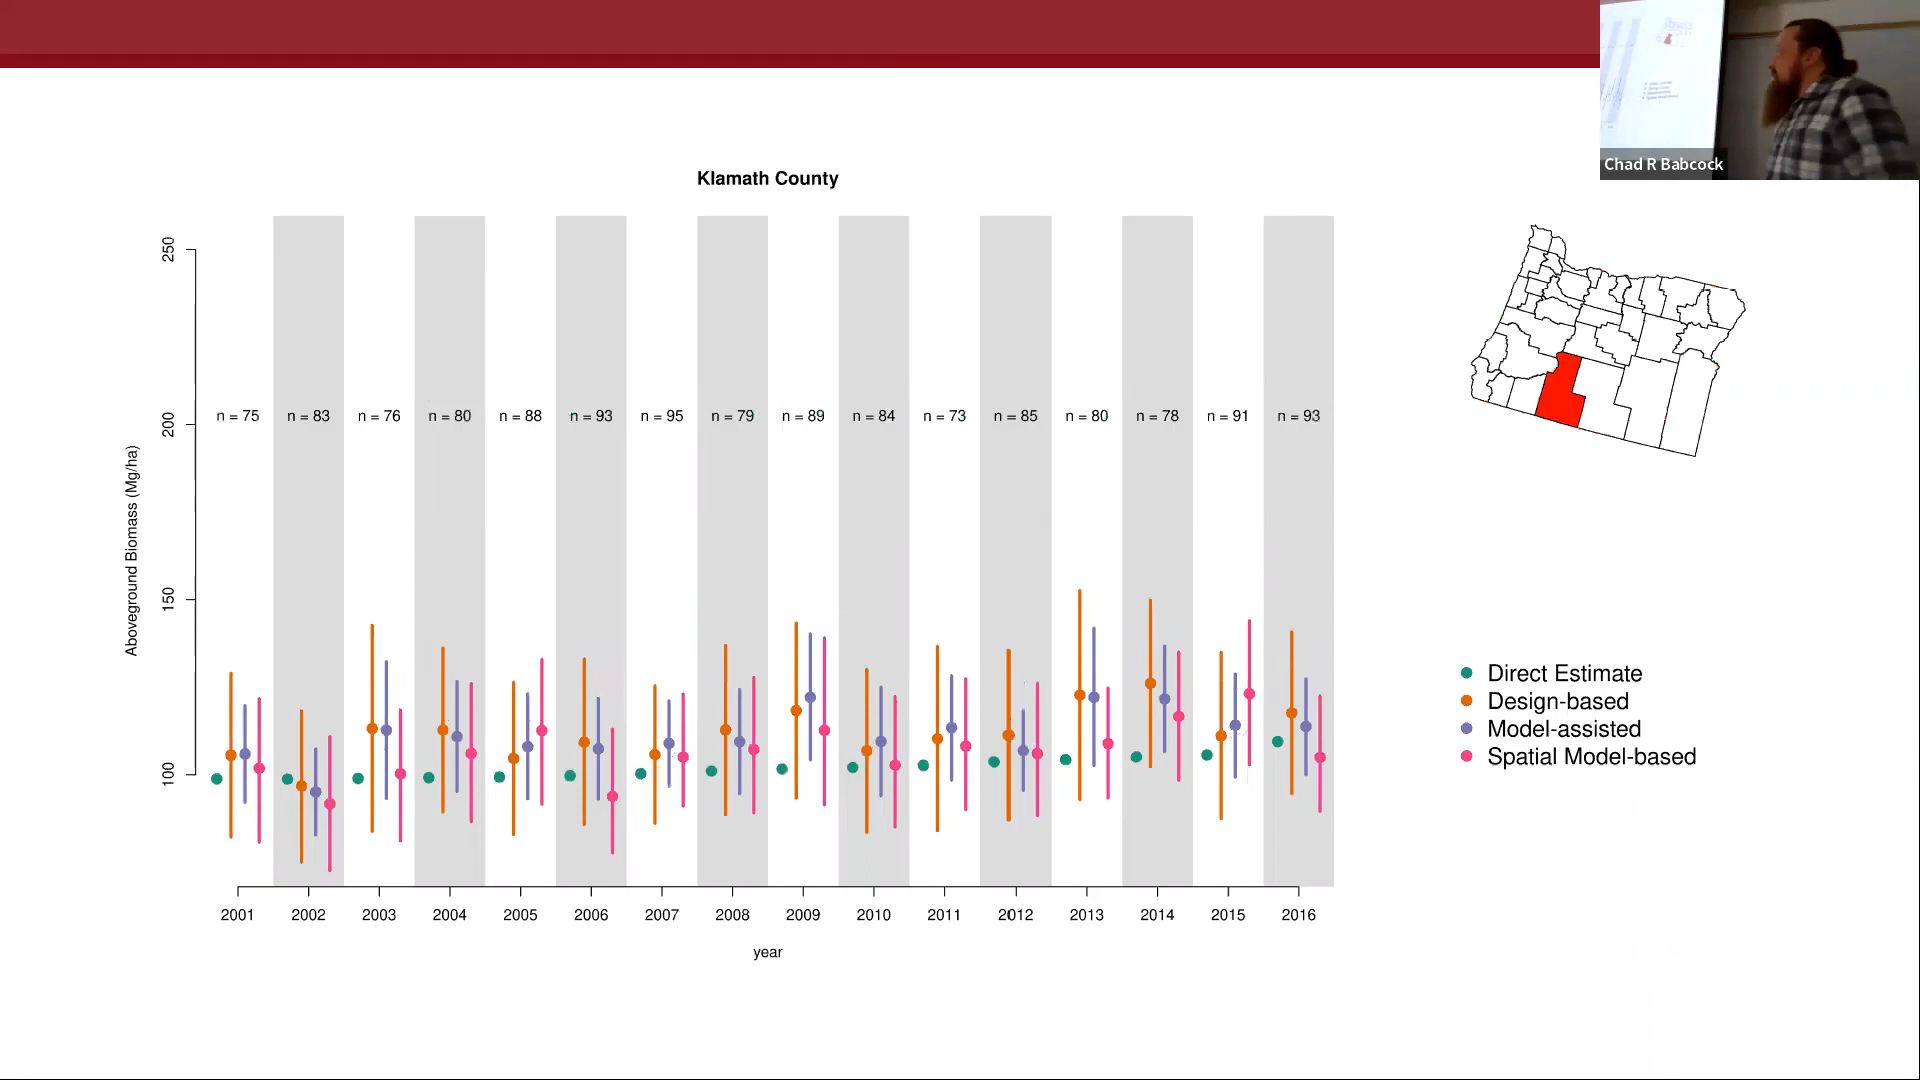 Chad R Babcock
Klamath County
250
200
150
100
Aboveground Biomass (Mg/ha)
n = 75 n = 83 n = 76 n = 80 n = 88 n = 93 n = 95 n = 79 n = 89 n = 84 n = 73 n = 85 n = 80 n = 78 n = 91 n = 93
2001 2002 2003 2004 2005 2006 2007 2008 2009 2010 2011 2012 2013 2014 2015 2016
year
Direct Estimate
Design-based
Model-assisted
Spatial Model-based